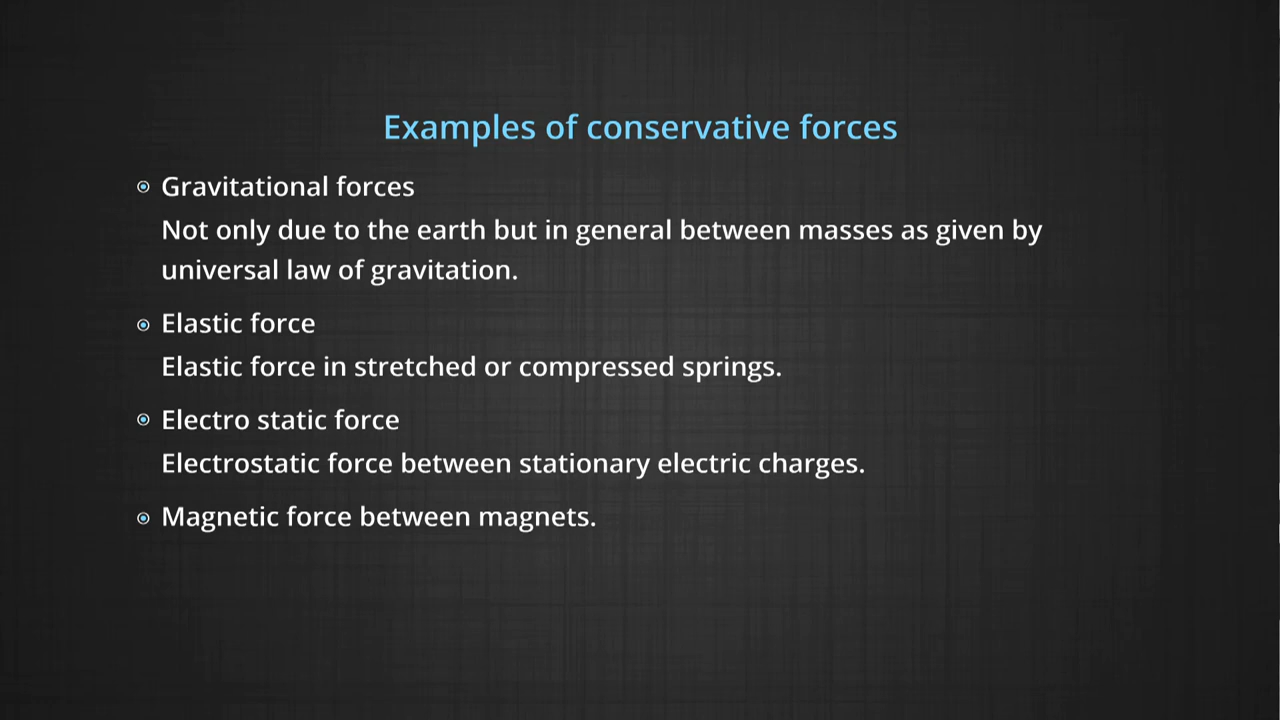 Examples of conservative forces
Gravitational forces
Not only due to the earth but in general between masses as given by
universal law of gravitation.
Elastic force
Elastic force in stretched or compressed springs.
Electro static force
Electrostatic force between stationary electric charges.
Magnetic force between magnets.